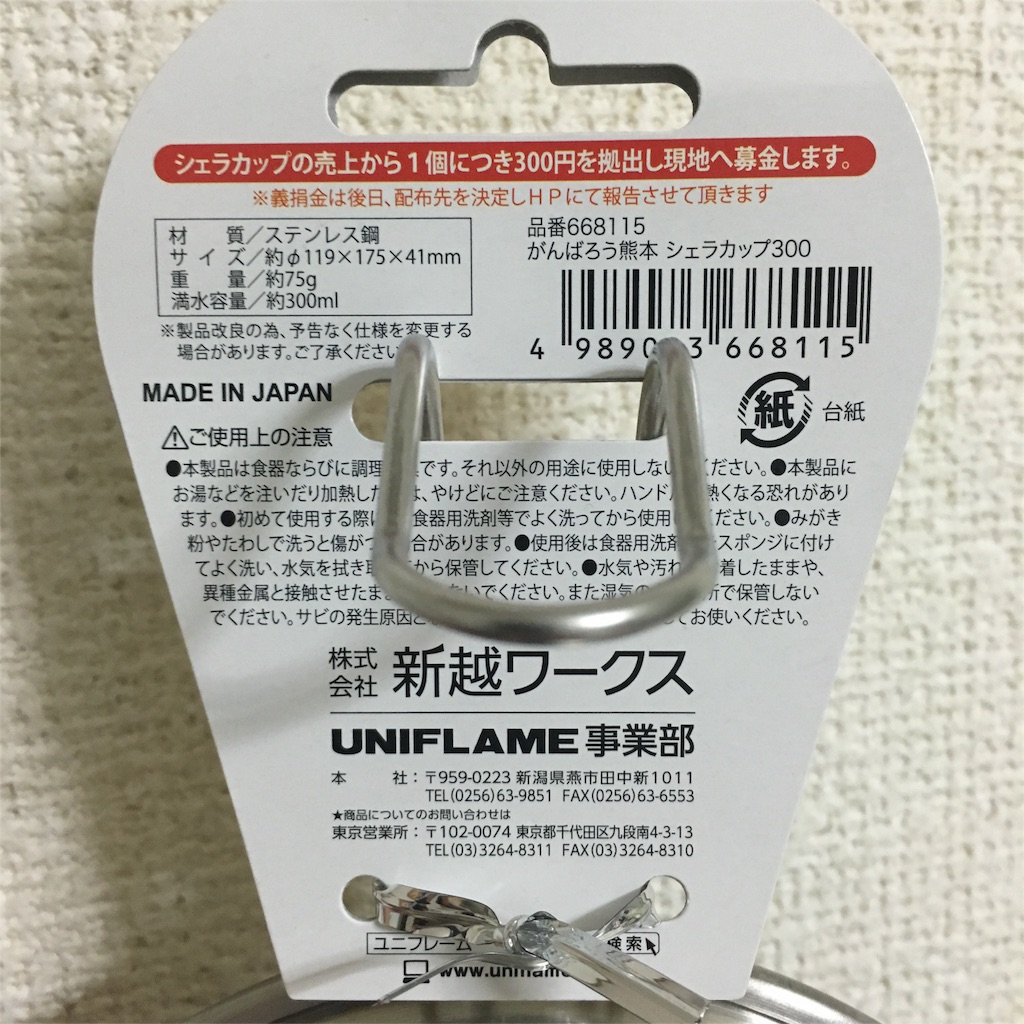 シェラカップの売上から1個につき300円を拠出し現地へ募金します。
※義捐金は後日、配布先を決定しHPにて報告させて頂きます
材 質／ステンレス鋼
サイズ／約φ119×175×41mm
重 量／約75g
満水容量／約300ml
※製品改良の為、予告なく仕様を変更する
場合があります。ご了承ください
品番668115
がんばろう熊本 シェラカップ300
4 989 3 668115
MADE IN JAPAN
紙 台紙
⚠ご使用上の注意
●本製品は食器ならびに調理 です。それ以外の用途に使用しない ください。●本製品に
お湯などを注いだり加熱した は、やけどにご注意ください。ハンドル 熱くなる恐れがあり
ます。●初めて使用する際に 食器用洗剤等でよく洗ってから使用 ください。●みがき
粉やたわしで洗うと傷がつ 合があります。●使用後は食器用洗剤 スポンジに付け
てよく洗い、水気を拭き取 から保管してください。●水気や汚れ 着したままや、
異種金属と接触させたま いでください。また湿気の 所で保管しない
でください。サビの発生原因と てお使いください。
株式会社 新越ワークス
UNIFLAME事業部
本 社：〒959-0223 新潟県燕市田中新1011
TEL(0256)63-9851 FAX(0256)63-6553
★商品についてのお問い合わせは
東京営業所：〒102-0074 東京都千代田区九段南4-3-13
TEL(03)3264-8311 FAX(03)3264-8310
ユニフレーム 検索
www.uniflame